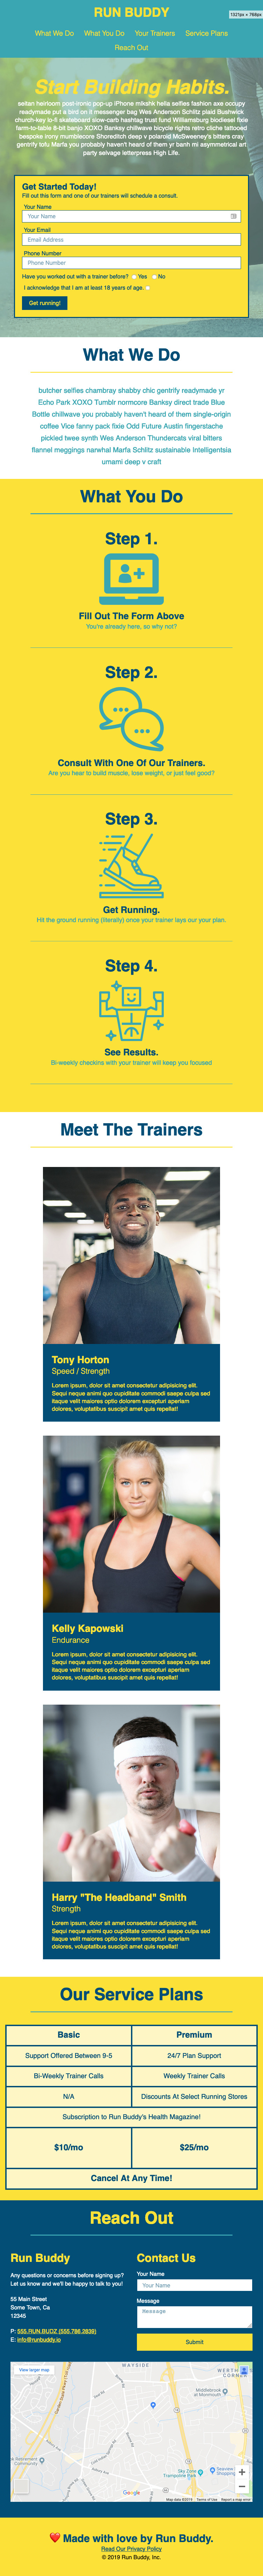 RUN BUDDY
1321px × 768px
What We Do What You Do Your Trainers Service Plans
Reach Out
Start Building Habits.
seitan heirloom post-ironic pop-up iPhone mlkshk hella selfies fashion axe occupy
readymade put a bird on it messenger bag Wes Anderson Schlitz plaid Bushwick
church-key lo-fi skateboard slow-carb hashtag trust fund Williamsburg biodiesel fixie
farm-to-table 8-bit banjo XOXO Banksy chillwave bicycle rights retro cliche tattooed
bespoke irony mumblecore Shoreditch deep v polaroid McSweeney's bitters cray
gentrify lofu Marfa you probably haven't heard of them yr banh mi asymmetrical art
party selvage letterpress High Life.
Get Started Today!
Fill out this form and one of our trainers will schedule a consult.
Your Name
Your Name
Your Email
Email Address
Phone Number
Phone Number
Have you worked out with a trainer before? Yes No
I acknowledge that I am at least 18 years of age.
Get running!
What We Do
butcher selfies chambray shabby chic gentrify readymade yr
Echo Park XOXO Tumblr normcore Banksy direct trade Blue
Bottle chillwave you probably haven't heard of them single-origin
coffee Vice fanny pack fixie Odd Future Austin fingerstache
pickled twee synth Wes Anderson Thundercats viral bitters
flannel meggings narwhal Marfa Schlitz sustainable Intelligentsia
umami deep v craft
What You Do
Step 1.
Fill Out The Form Above
You're already here, so why not?
Step 2.
Consult With One Of Our Trainers.
Are you hear to build muscle, lose weight, or just feel good?
Step 3.
Get Running.
Hit the ground running (literally) once your trainer lays our your plan.
Step 4.
See Results.
Bi-weekly checkins with your trainer will keep you focused
Meet The Trainers
Tony Horton
Speed / Strength
Lorem ipsum, dolor sit amet consectetur adipisicing elit.
Sequi neque animi quo cupiditate commodi saepe culpa sed
itaque velit maiores optio dolorem excepturi aperiam
dolores, voluptatibus suscipit amet quis repellat!
Kelly Kapowski
Endurance
Lorem ipsum, dolor sit amet consectetur adipisicing elit.
Sequi neque animi quo cupiditate commodi saepe culpa sed
itaque velit maiores optio dolorem excepturi aperiam
dolores, voluptatibus suscipit amet quis repellat!
Harry "The Headband" Smith
Strength
Lorem ipsum, dolor sit amet consectetur adipisicing elit.
Sequi neque animi quo cupiditate commodi saepe culpa sed
itaque velit maiores optio dolorem excepturi aperiam
dolores, voluptatibus suscipit amet quis repellat!
Our Service Plans
Basic Premium
Support Offered Between 9-5 24/7 Plan Support
Bi-Weekly Trainer Calls Weekly Trainer Calls
N/A Discounts At Select Running Stores
Subscription to Run Buddy's Health Magazine!
$10/mo $25/mo
Cancel At Any Time!
Reach Out
Run Buddy
Any questions or concerns before signing up?
Let us know and we'll be happy to talk to you!
55 Main Street
Some Town, Ca
12345
P: 555.RUN.BUDZ (555.786.2839)
E: info@runbuddy.io
Contact Us
Your Name
Your Name
Message
Message
Submit
View larger map
WAYSIDE
Middlebrook
at Monmouth
Sky Zone
Trampoline Park
Google
Map data ©2019 Terms of Use Report a map error
❤️ Made with love by Run Buddy.
Read Our Privacy Policy
© 2019 Run Buddy, Inc.